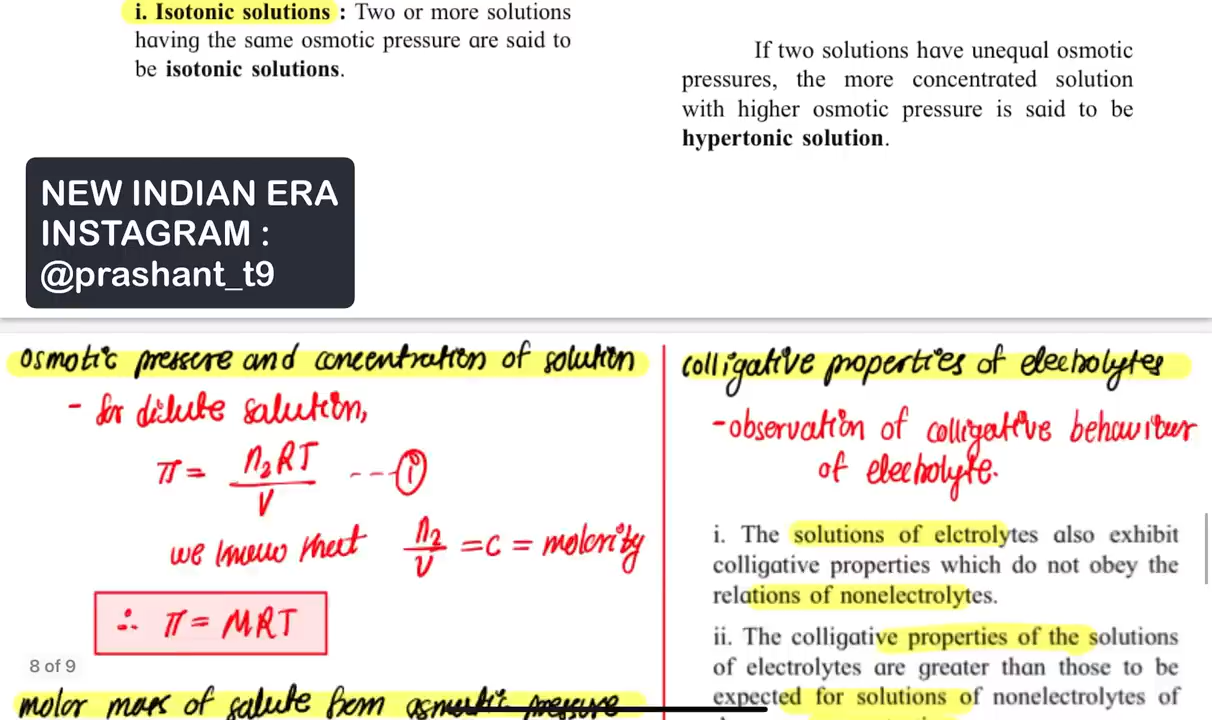 i. Isotonic solutions : Two or more solutions
having the same osmotic pressure are said to
be isotonic solutions.
If two solutions have unequal osmotic
pressures, the more concentrated solution
with higher osmotic pressure is said to be
hypertonic solution.
NEW INDIAN ERA
INSTAGRAM :
@prashant_t9
osmotic pressure and concentration of solution
- for dilute solution,
π = n₂RT / V ---- ①
we know that n₂/V = C = molarity
∴ π = MRT
8 of 9
molar mass of solute from osmotic pressure
colligative properties of electrolytes
- observation of colligative behaviour
of electrolyte.
i. The solutions of elctrolytes also exhibit
colligative properties which do not obey the
relations of nonelectrolytes.
ii. The colligative properties of the solutions
of electrolytes are greater than those to be
expected for solutions of nonelectrolytes of